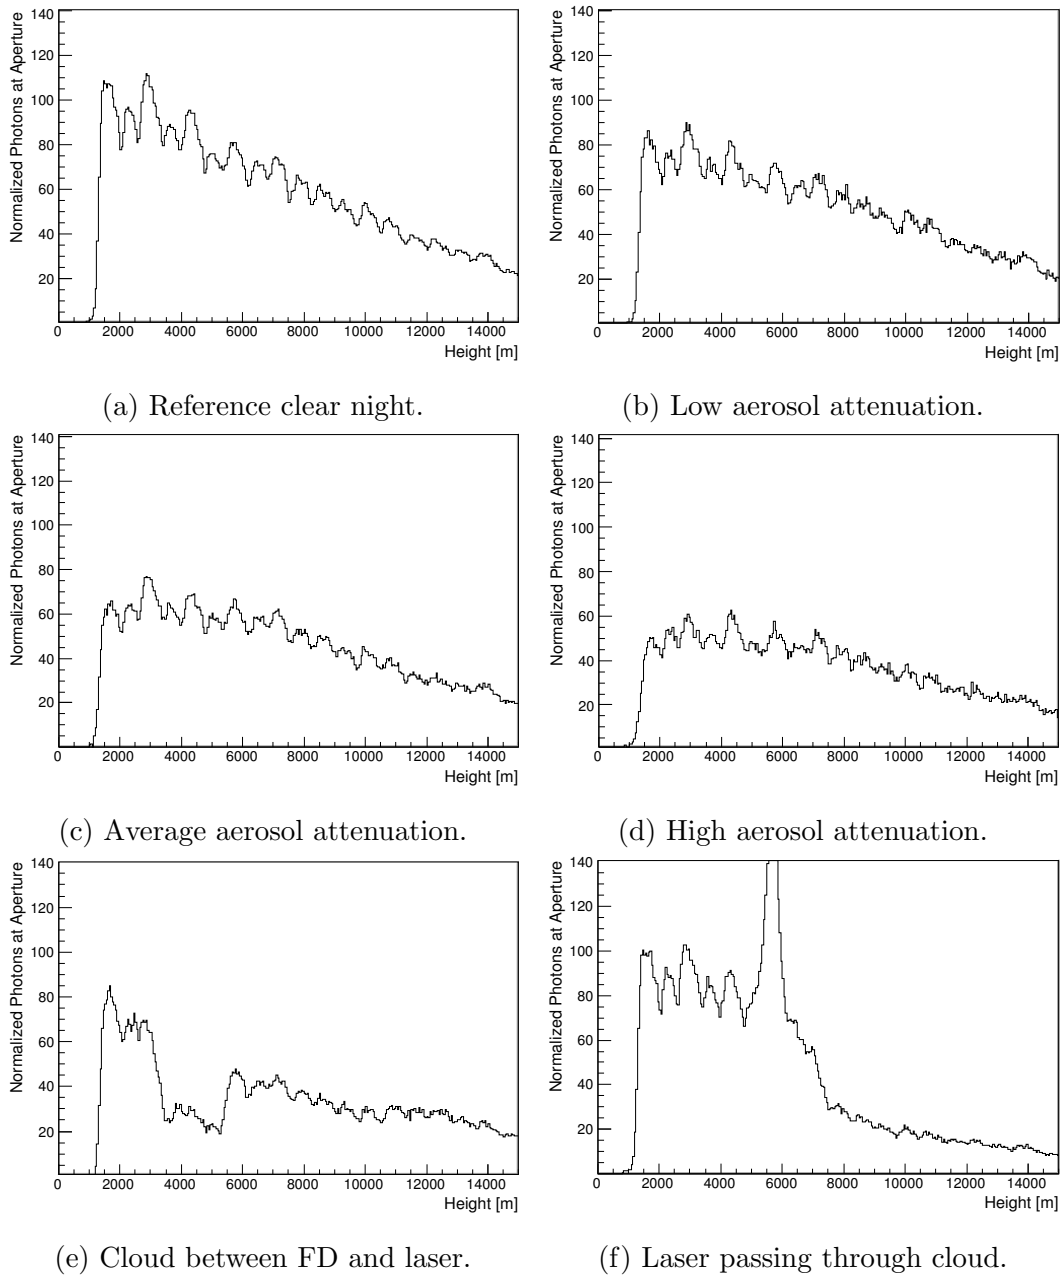 Normalized Photons at Aperture
140
120
100
80
60
40
20
0 2000 4000 6000 8000 10000 12000 14000
Height [m]
(a) Reference clear night.
Normalized Photons at Aperture
140
120
100
80
60
40
20
0 2000 4000 6000 8000 10000 12000 14000
Height [m]
(b) Low aerosol attenuation.
Normalized Photons at Aperture
140
120
100
80
60
40
20
0 2000 4000 6000 8000 10000 12000 14000
Height [m]
(c) Average aerosol attenuation.
Normalized Photons at Aperture
140
120
100
80
60
40
20
0 2000 4000 6000 8000 10000 12000 14000
Height [m]
(d) High aerosol attenuation.
Normalized Photons at Aperture
140
120
100
80
60
40
20
0 2000 4000 6000 8000 10000 12000 14000
Height [m]
(e) Cloud between FD and laser.
Normalized Photons at Aperture
140
120
100
80
60
40
20
0 2000 4000 6000 8000 10000 12000 14000
Height [m]
(f) Laser passing through cloud.